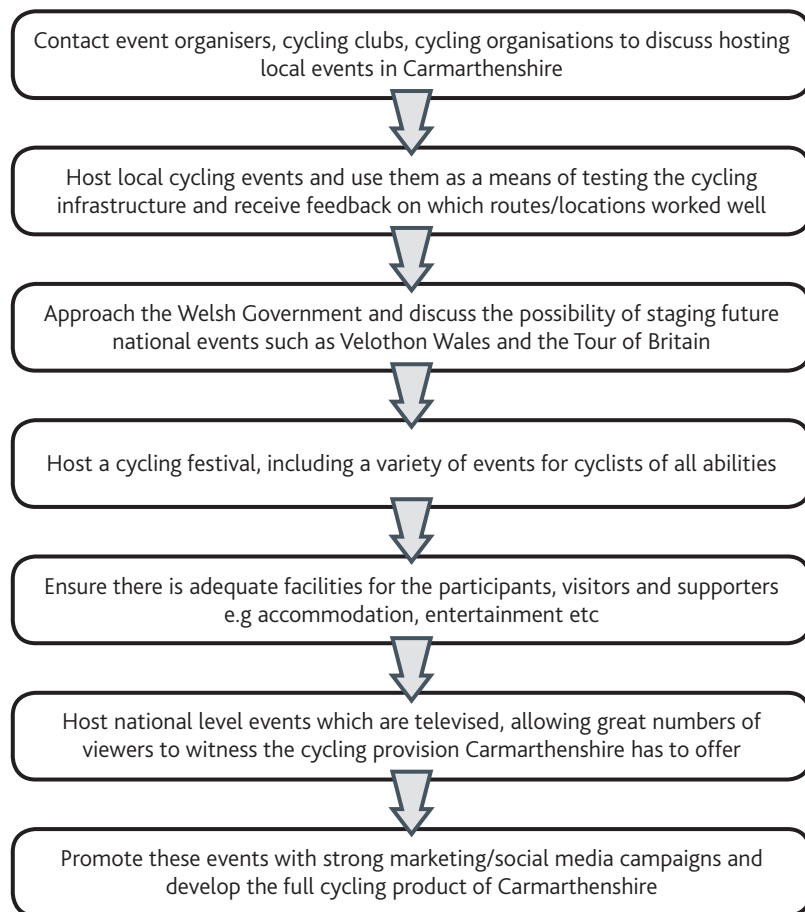 Contact event organisers, cycling clubs, cycling organisations to discuss hosting
local events in Carmarthenshire
Host local cycling events and use them as a means of testing the cycling
infrastructure and receive feedback on which routes/locations worked well
Approach the Welsh Government and discuss the possibility of staging future
national events such as Velothon Wales and the Tour of Britain
Host a cycling festival, including a variety of events for cyclists of all abilities
Ensure there is adequate facilities for the participants, visitors and supporters
e.g accommodation, entertainment etc
Host national level events which are televised, allowing great numbers of
viewers to witness the cycling provision Carmarthenshire has to offer
Promote these events with strong marketing/social media campaigns and
develop the full cycling product of Carmarthenshire